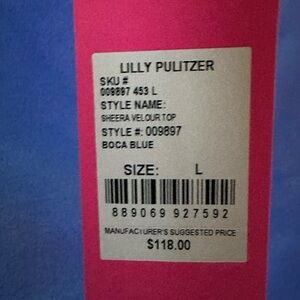 LILLY PULITZER
SKU #
009897 453 L
STYLE NAME:
SHEERA VELOUR TOP
STYLE #: 009897
BOCA BLUE
SIZE: L
889069 927592
MANUFACTURER'S SUGGESTED PRICE
$118.00